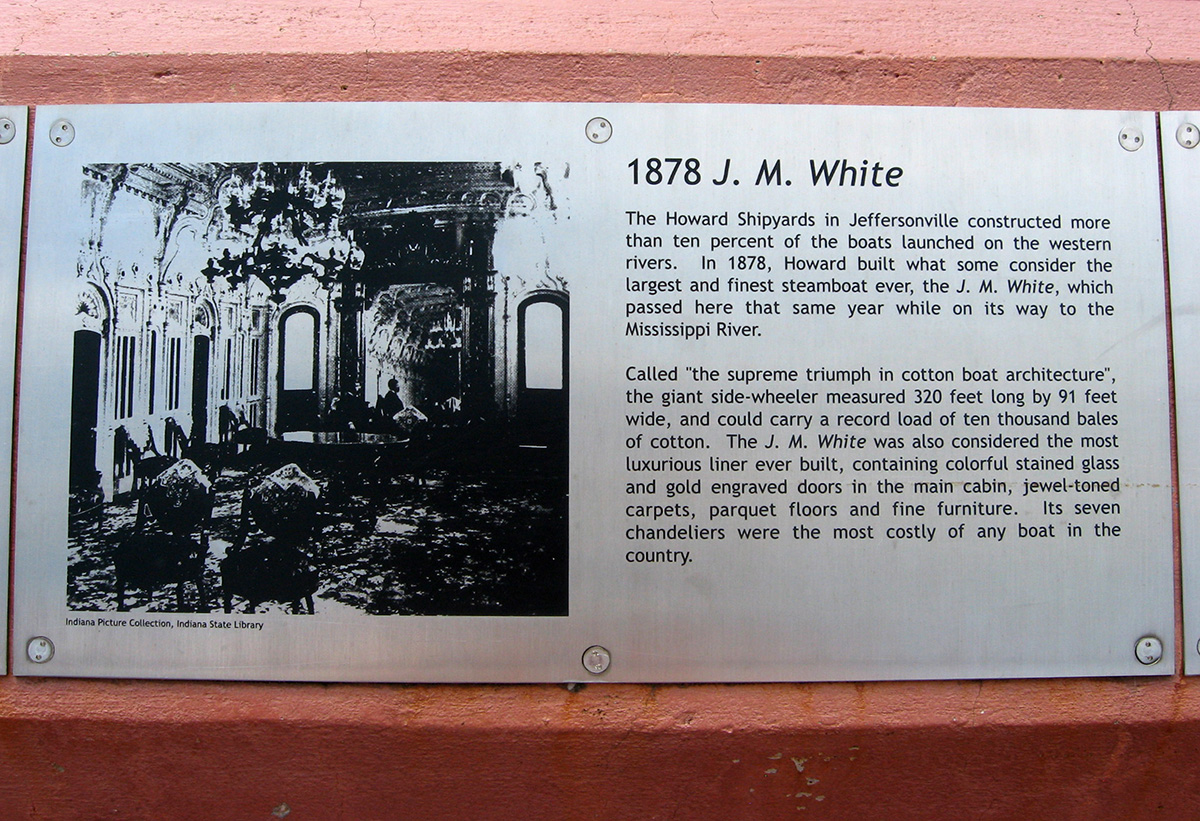 1878 J. M. White
The Howard Shipyards in Jeffersonville constructed more
than ten percent of the boats launched on the western
rivers. In 1878, Howard built what some consider the
largest and finest steamboat ever, the J. M. White, which
passed here that same year while on its way to the
Mississippi River.
Called "the supreme triumph in cotton boat architecture",
the giant side-wheeler measured 320 feet long by 91 feet
wide, and could carry a record load of ten thousand bales
of cotton. The J. M. White was also considered the most
luxurious liner ever built, containing colorful stained glass
and gold engraved doors in the main cabin, jewel-toned
carpets, parquet floors and fine furniture. Its seven
chandeliers were the most costly of any boat in the
country.
Indiana Picture Collection, Indiana State Library